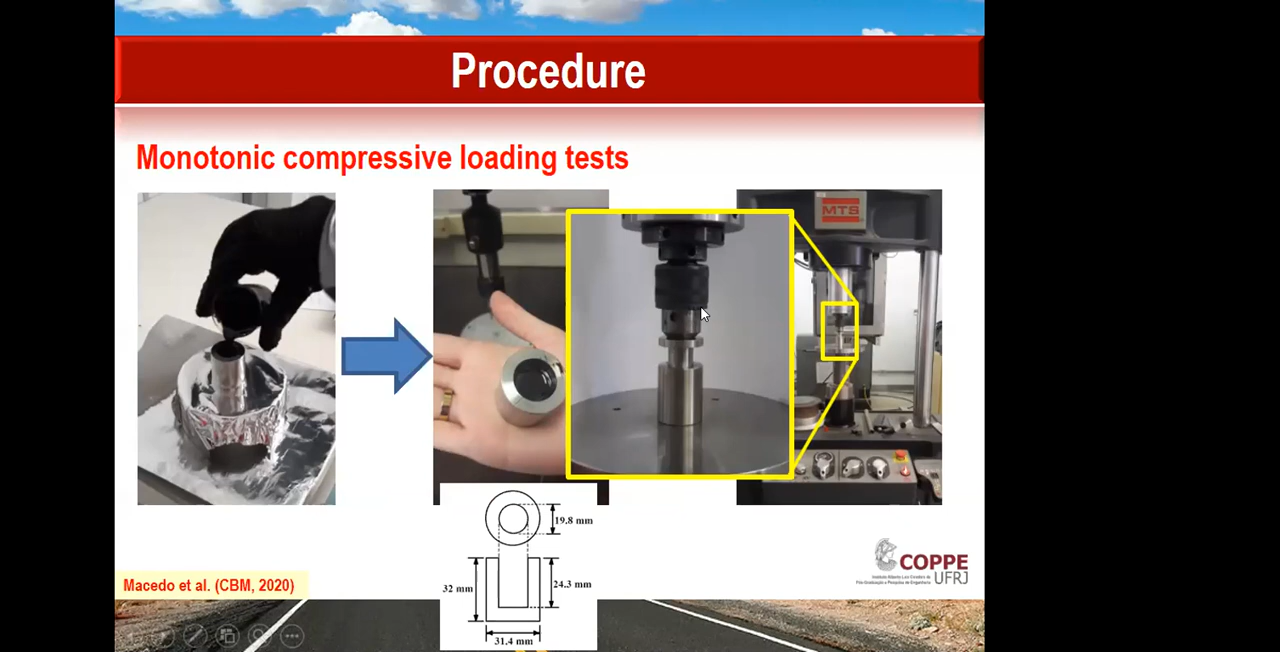 Procedure
Monotonic compressive loading tests
MTS
19.8 mm
32 mm
24.3 mm
31.4 mm
Macedo et al. (CBM, 2020)
COPPE
UFRJ